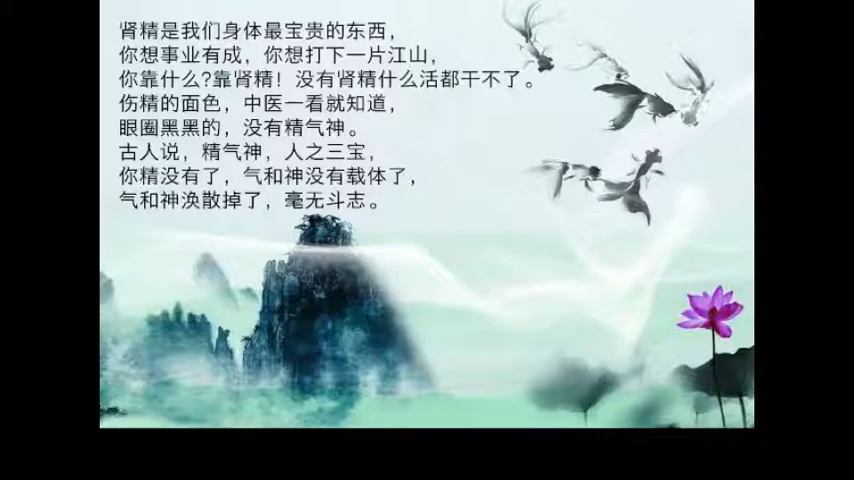 肾精是我们身体最宝贵的东西，
你想事业有成，你想打下一片江山，
你靠什么?靠肾精！没有肾精什么活都干不了。
伤精的面色，中医一看就知道，
眼圈黑黑的，没有精气神。
古人说，精气神，人之三宝，
你精没有了，气和神没有载体了，
气和神涣散掉了，毫无斗志。